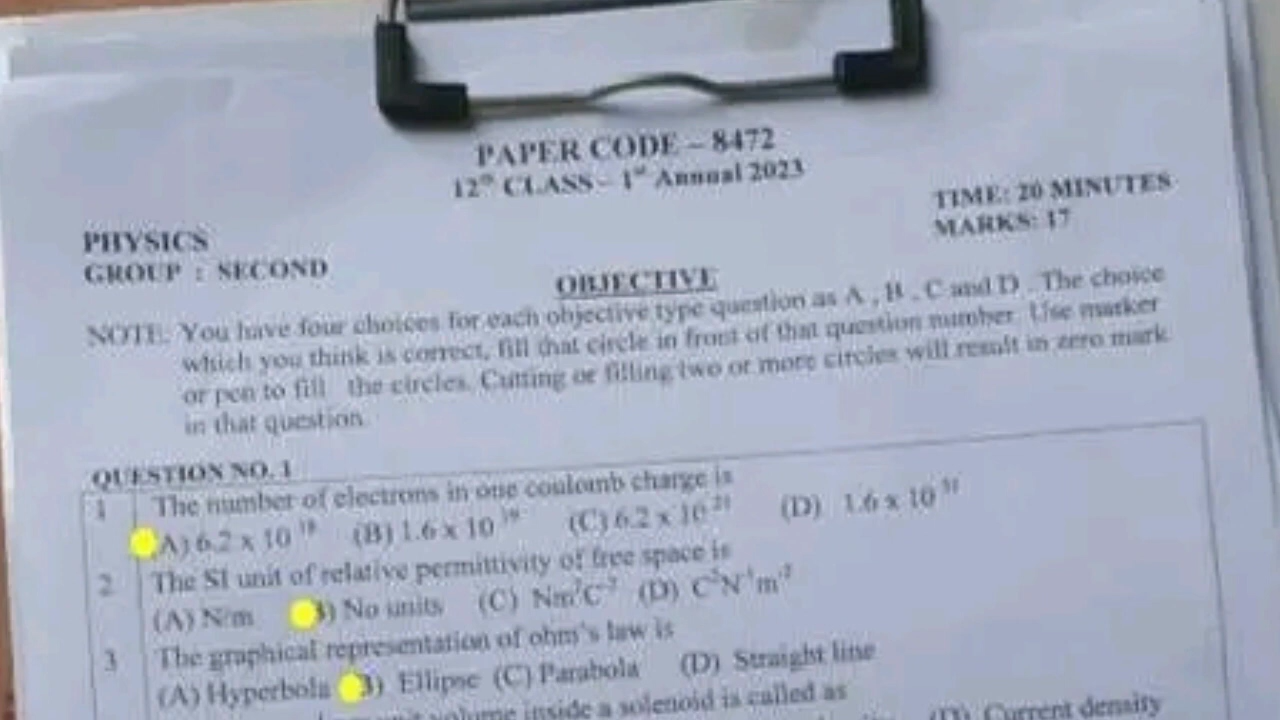 PAPER CODE – 8472
12th CLASS – 1st Annual 2023
TIME: 20 MINUTES
MARKS: 17
PHYSICS
GROUP : SECOND
OBJECTIVE
NOTE: You have four choices for each objective type question as A , B , C and D . The choice
which you think is correct, fill that circle in front of that question number. Use marker
or pen to fill the circles. Cutting or filling two or more circles will result in zero mark
in that question.
QUESTION NO. 1
1 The number of electrons in one coulomb charge is
A) 6.2 x 10 (B) 1.6 x 10 (C) 6.2 x 10 (D) 1.6 x 10
2 The SI unit of relative permittivity of free space is
(A) N/m ) No units (C) Nm²C⁻² (D) C²N⁻¹m⁻²
3 The graphical representation of ohm's law is
(A) Hyperbola ) Ellipse (C) Parabola (D) Straight line
volume inside a solenoid is called as
(D) Current density